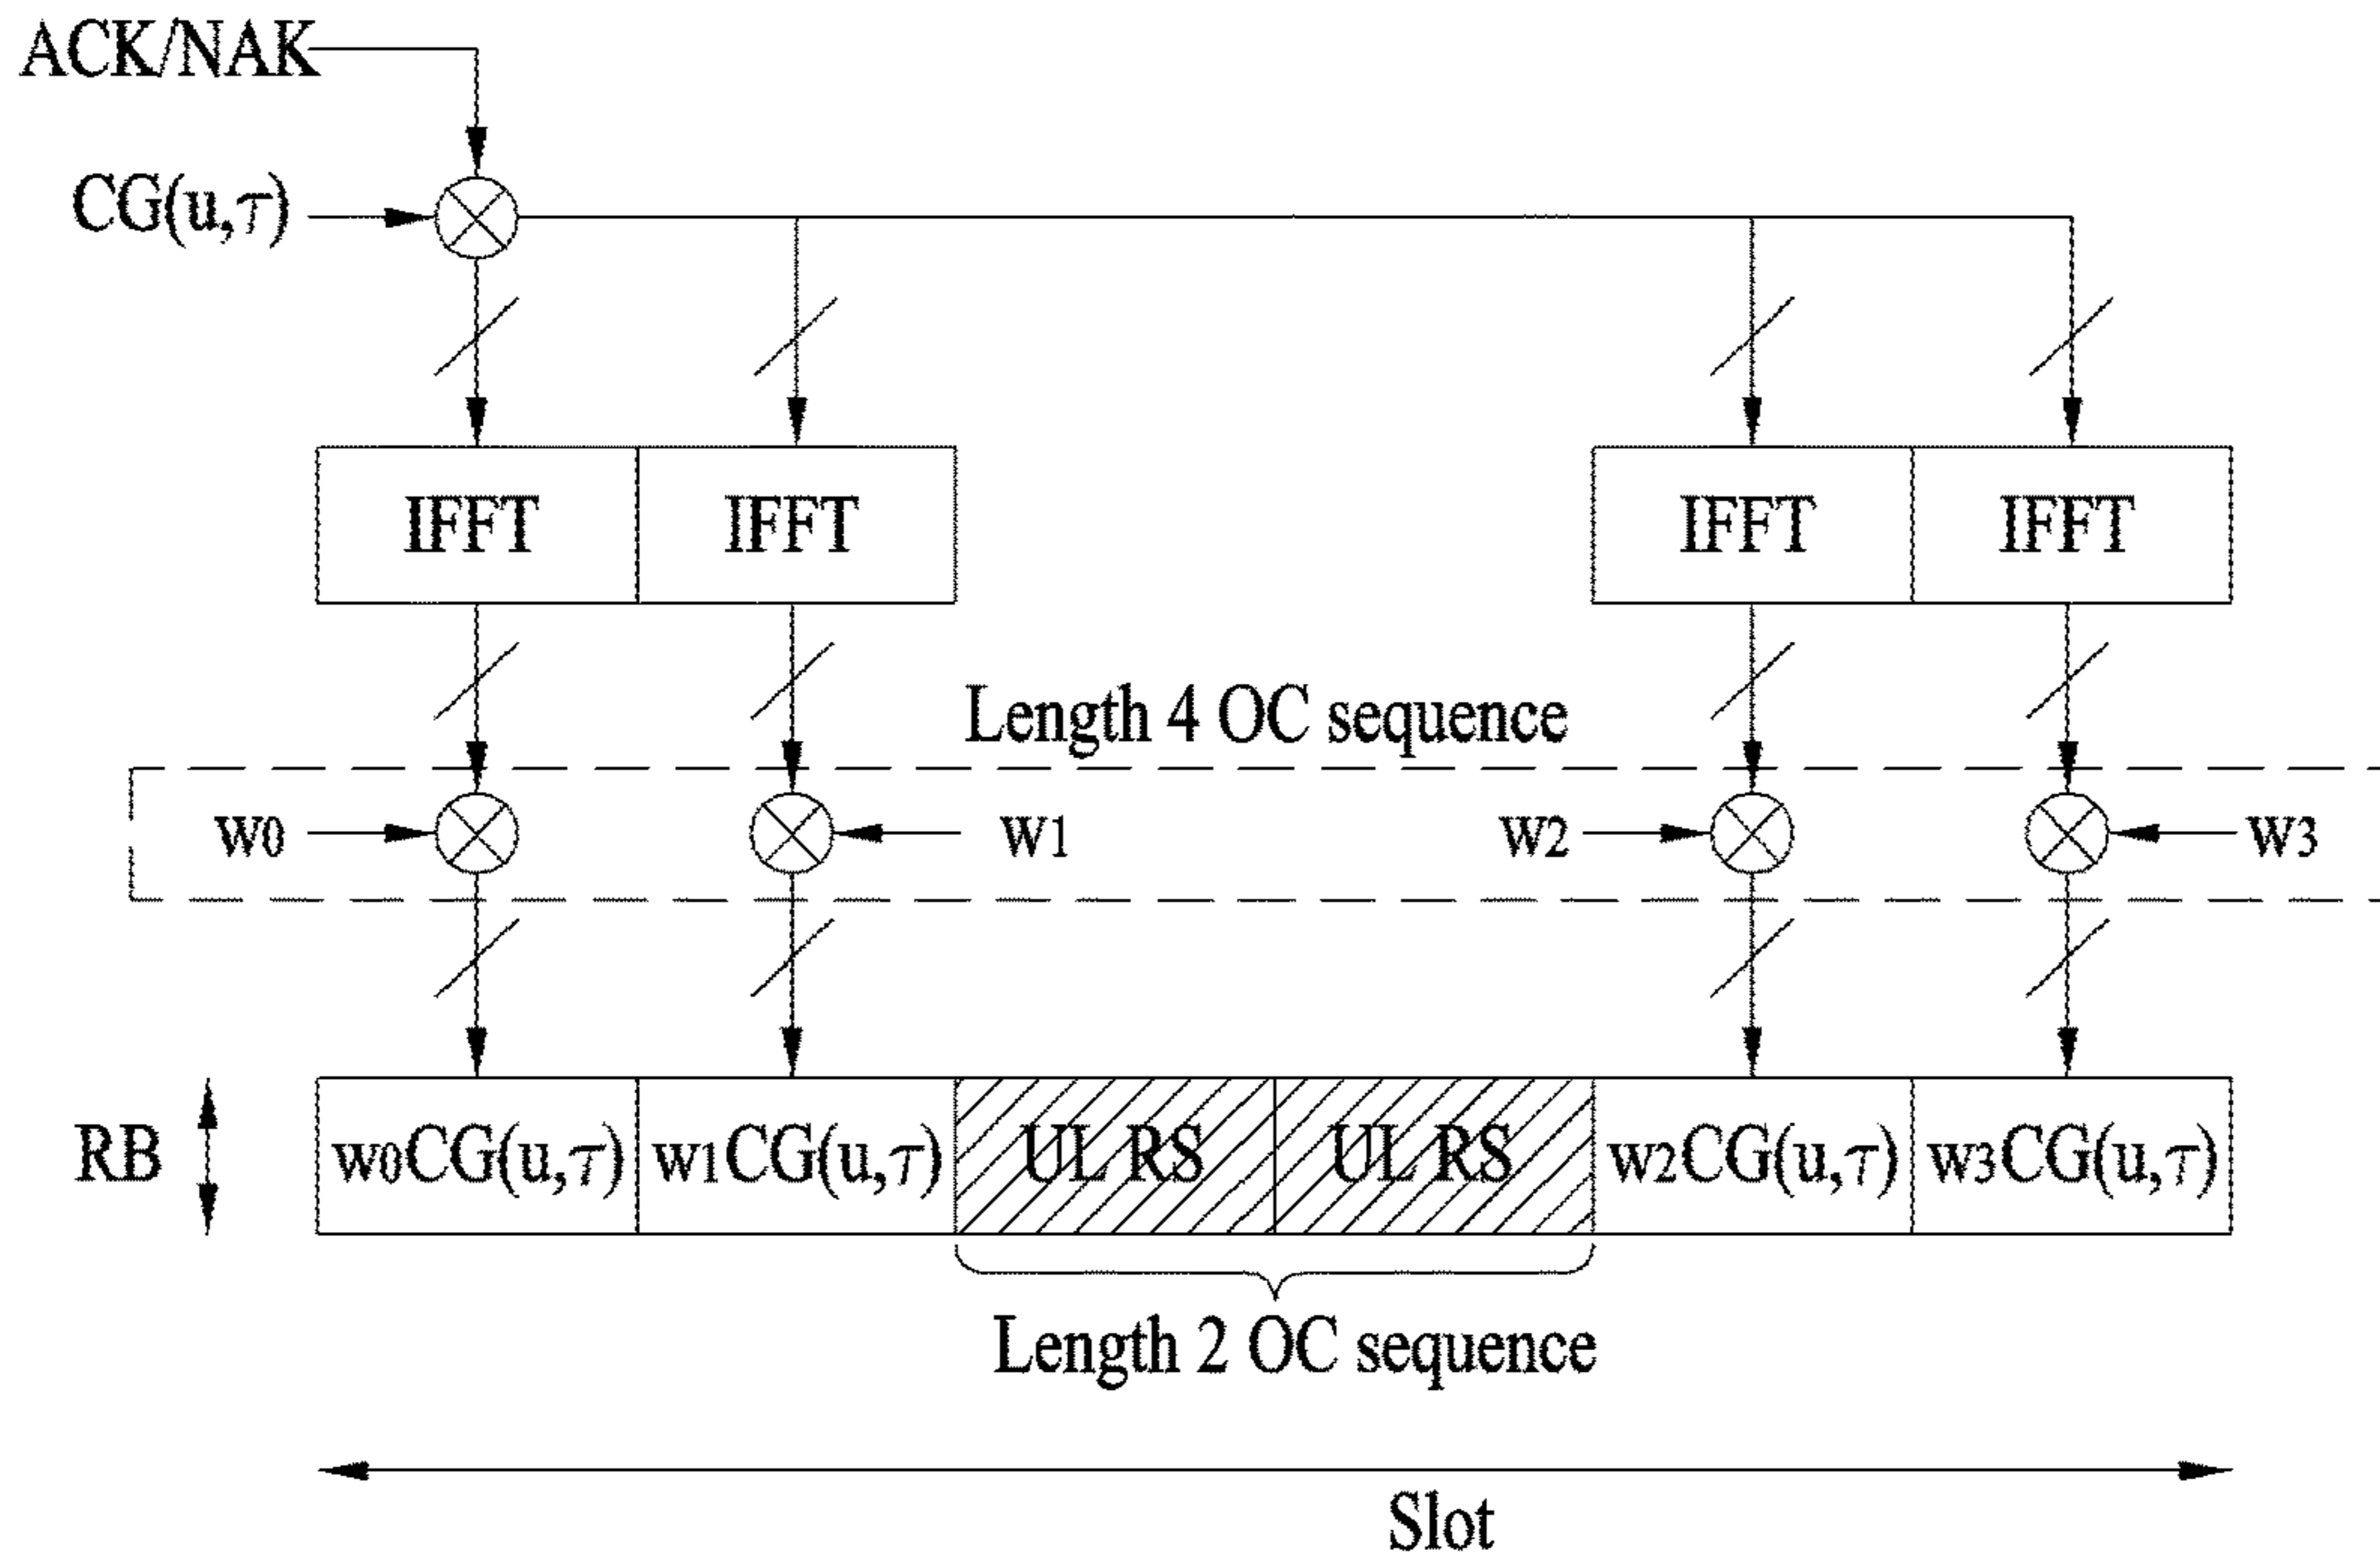 ACK/NAK
CG(u,τ)
IFFT IFFT IFFT IFFT
Length 4 OC sequence
w0 w1 w2 w3
RB w0CG(u,τ) w1CG(u,τ) UL RS UL RS w2CG(u,τ) w3CG(u,τ)
Length 2 OC sequence
Slot